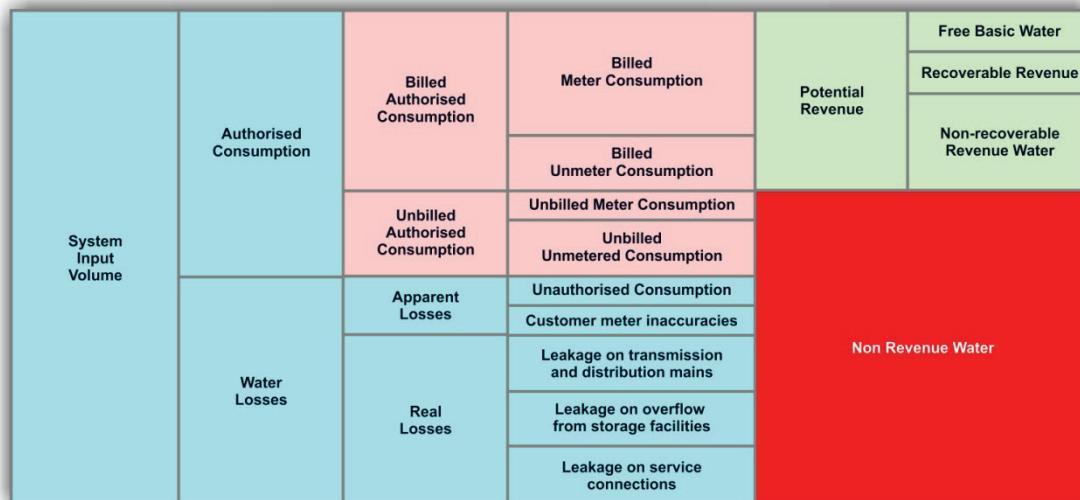 System
Input
Volume
Authorised
Consumption
Water
Losses
Billed
Authorised
Consumption
Unbilled
Authorised
Consumption
Apparent
Losses
Real
Losses
Billed
Meter Consumption
Billed
Unmeter Consumption
Unbilled Meter Consumption
Unbilled
Unmetered Consumption
Unauthorised Consumption
Customer meter inaccuracies
Leakage on transmission
and distribution mains
Leakage on overflow
from storage facilities
Leakage on service
connections
Potential
Revenue
Free Basic Water
Recoverable Revenue
Non-recoverable
Revenue Water
Non Revenue Water